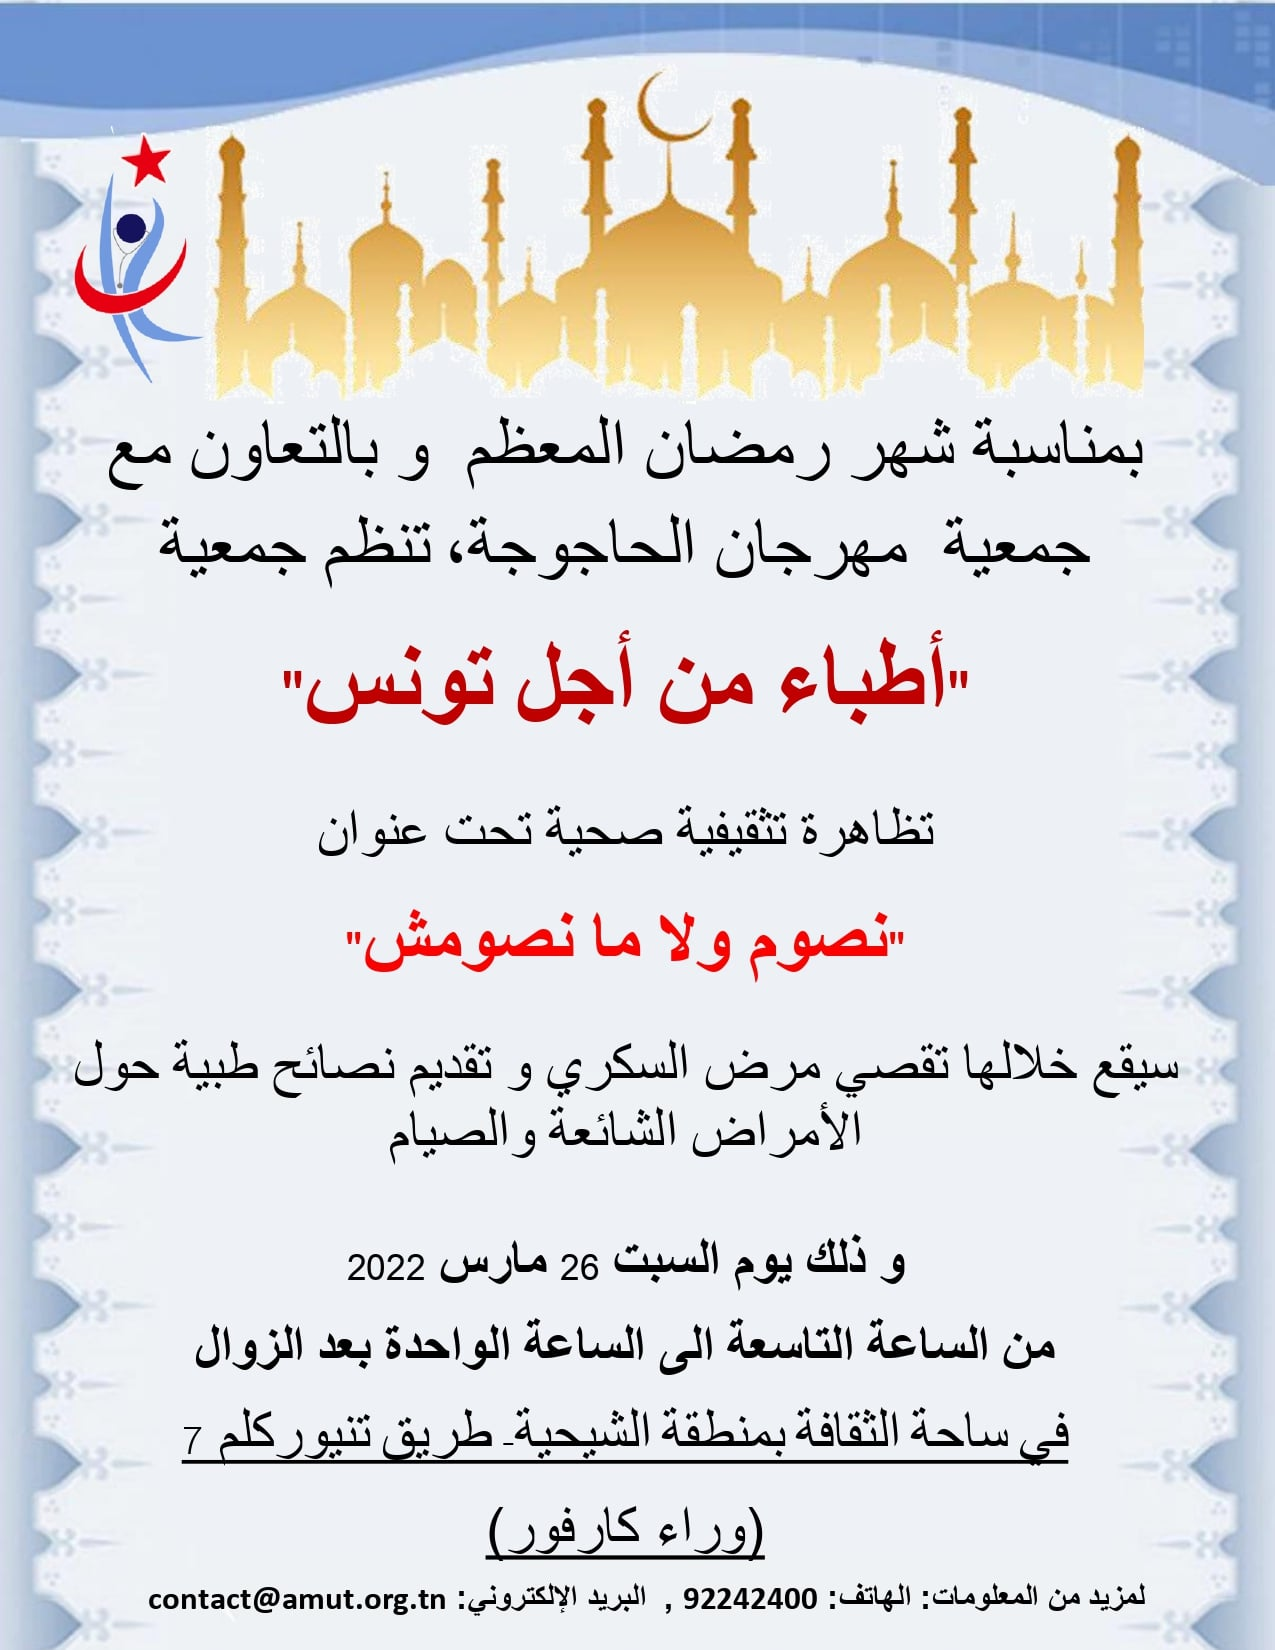 بمناسبة شهر رمضان المعظم و بالتعاون مع
جمعية مهرجان الحاجوجة، تنظم جمعية
"أطباء من أجل تونس"
تظاهرة تثقيفية صحية تحت عنوان
"نصوم ولا ما نصومش"
سيقع خلالها تقصي مرض السكري و تقديم نصائح طبية حول
الأمراض الشائعة والصيام
و ذلك يوم السبت 26 مارس 2022
من الساعة التاسعة الى الساعة الواحدة بعد الزوال
في ساحة الثقافة بمنطقة الشيحية- طريق تنيوركلم 7
(وراء كارفور)
لمزيد من المعلومات: الهاتف: 92242400 , البريد الإلكتروني: contact@amut.org.tn